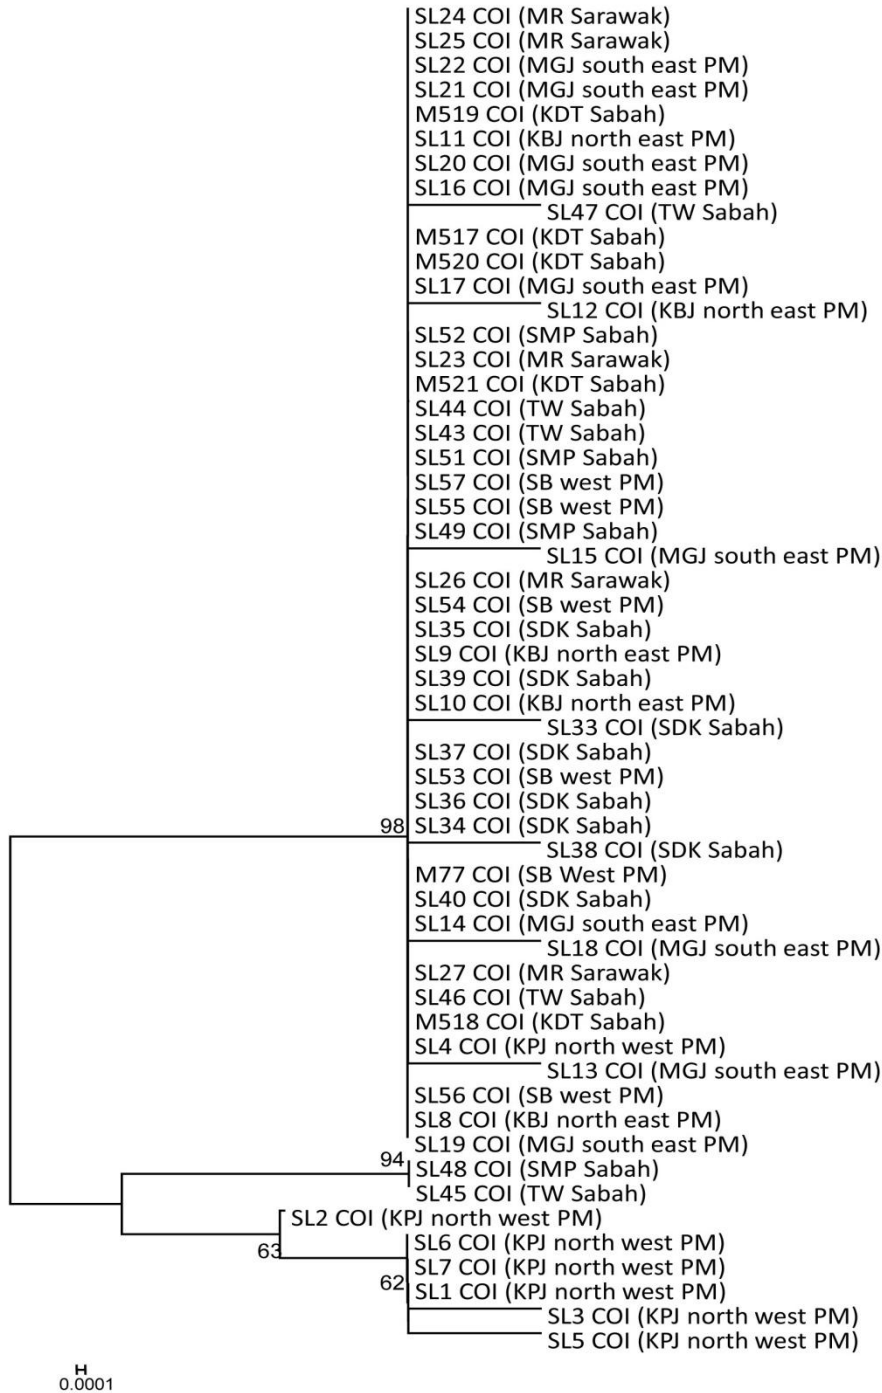 SL24 COI (MR Sarawak)
SL25 COI (MR Sarawak)
SL22 COI (MGJ south east PM)
SL21 COI (MGJ south east PM)
M519 COI (KDT Sabah)
SL11 COI (KBJ north east PM)
SL20 COI (MGJ south east PM)
SL16 COI (MGJ south east PM)
SL47 COI (TW Sabah)
M517 COI (KDT Sabah)
M520 COI (KDT Sabah)
SL17 COI (MGJ south east PM)
SL12 COI (KBJ north east PM)
SL52 COI (SMP Sabah)
SL23 COI (MR Sarawak)
M521 COI (KDT Sabah)
SL44 COI (TW Sabah)
SL43 COI (TW Sabah)
SL51 COI (SMP Sabah)
SL57 COI (SB west PM)
SL55 COI (SB west PM)
SL49 COI (SMP Sabah)
SL15 COI (MGJ south east PM)
SL26 COI (MR Sarawak)
SL54 COI (SB west PM)
SL35 COI (SDK Sabah)
SL9 COI (KBJ north east PM)
SL39 COI (SDK Sabah)
SL10 COI (KBJ north east PM)
SL33 COI (SDK Sabah)
SL37 COI (SDK Sabah)
SL53 COI (SB west PM)
SL36 COI (SDK Sabah)
98 SL34 COI (SDK Sabah)
SL38 COI (SDK Sabah)
M77 COI (SB West PM)
SL40 COI (SDK Sabah)
SL14 COI (MGJ south east PM)
SL18 COI (MGJ south east PM)
SL27 COI (MR Sarawak)
SL46 COI (TW Sabah)
M518 COI (KDT Sabah)
SL4 COI (KPJ north west PM)
SL13 COI (MGJ south east PM)
SL56 COI (SB west PM)
SL8 COI (KBJ north east PM)
SL19 COI (MGJ south east PM)
94 SL48 COI (SMP Sabah)
SL45 COI (TW Sabah)
SL2 COI (KPJ north west PM)
63 SL6 COI (KPJ north west PM)
SL7 COI (KPJ north west PM)
62 SL1 COI (KPJ north west PM)
SL3 COI (KPJ north west PM)
SL5 COI (KPJ north west PM)
0.0001